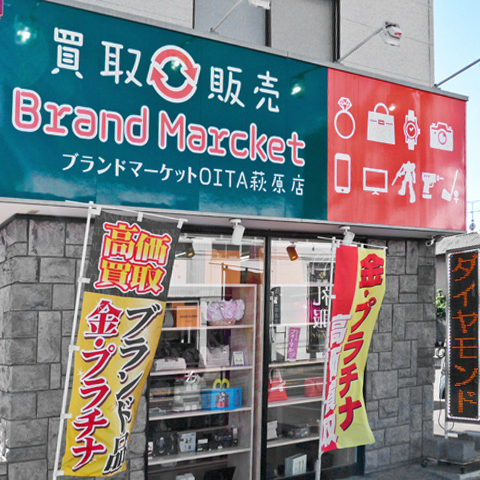 買取 販売
Brand Marcket
ブランドマーケットOITA萩原店
高価
買取
ブランド品
金・プラチナ
金・プラチナ
高価買取
ダイヤモンド